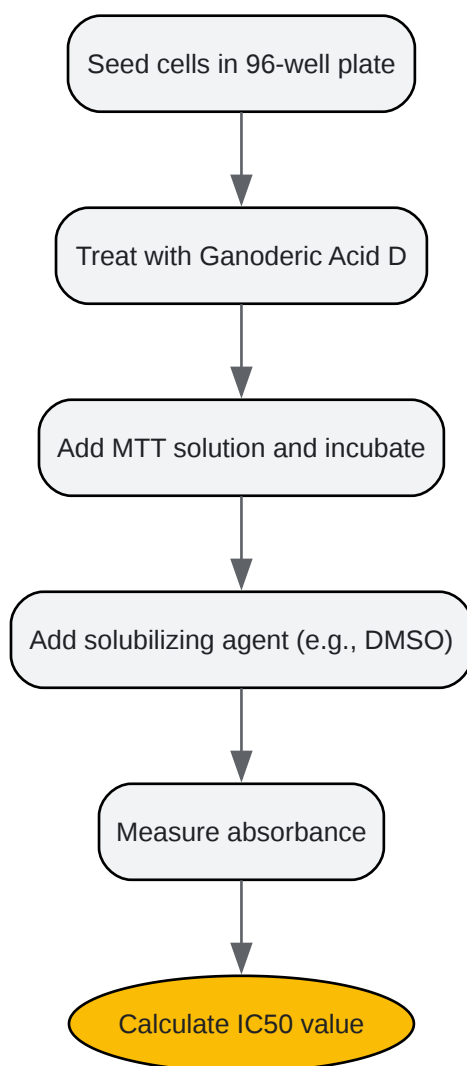 Seed cells in 96-well plate
Treat with Ganoderic Acid D
Add MTT solution and incubate
Add solubilizing agent (e.g., DMSO)
Measure absorbance
Calculate IC50 value